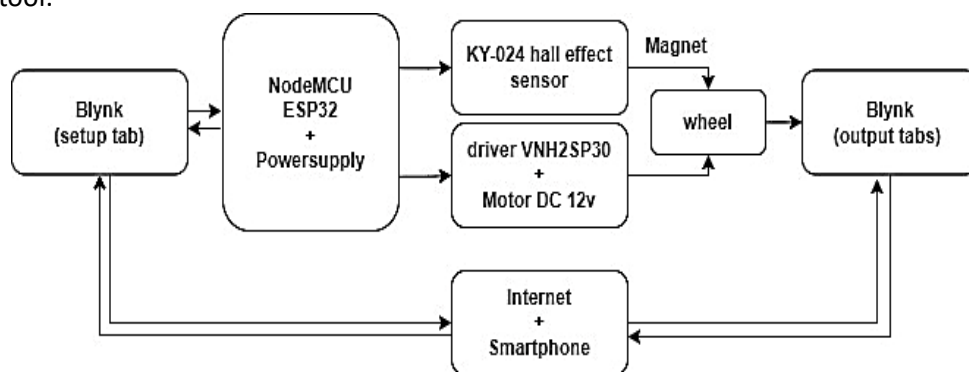 tool.
Blynk
(setup tab)
NodeMCU
ESP32
+
Powersupply
KY-024 hall effect
sensor
driver VNH2SP30
+
Motor DC 12v
Magnet
wheel
Blynk
(output tabs)
Internet
+
Smartphone